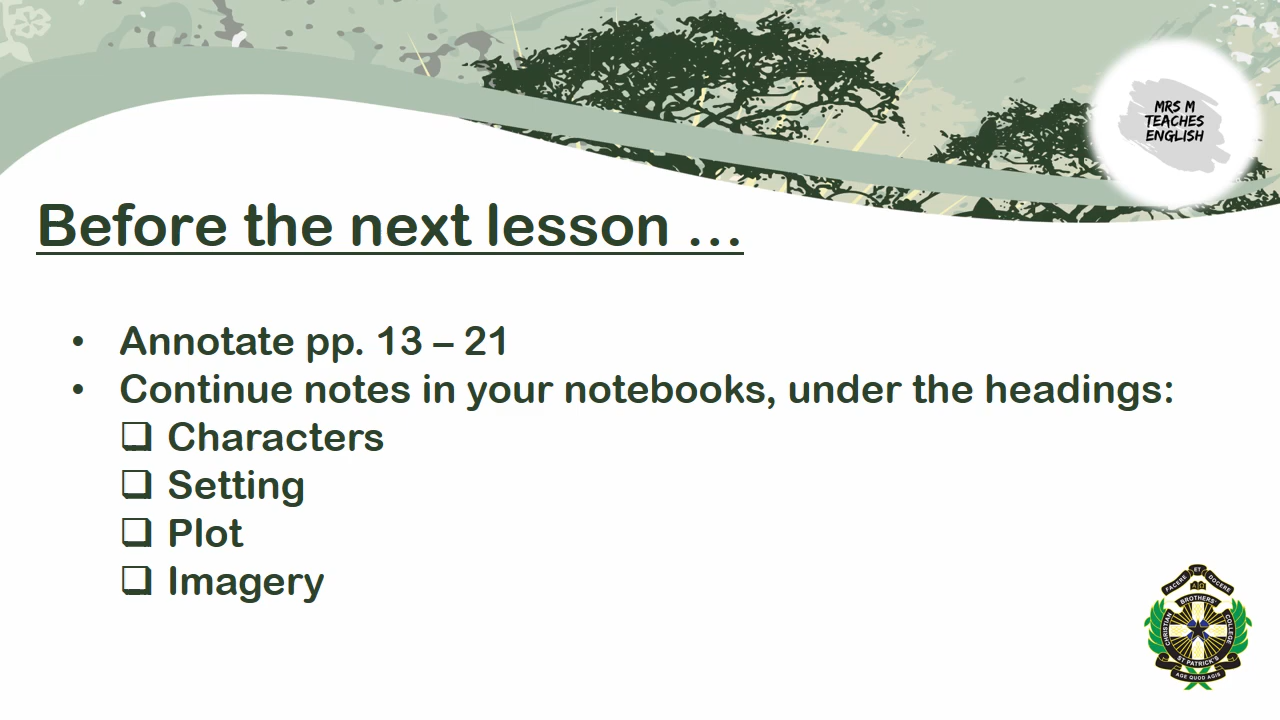 MRS M
TEACHES
ENGLISH
Before the next lesson ...
• Annotate pp. 13 – 21
• Continue notes in your notebooks, under the headings:
❑ Characters
❑ Setting
❑ Plot
❑ Imagery
FACERE ET DOCERE
CHRISTIAN BROTHERS' COLLEGE
ST PATRICK'S
AGE QUOD AGIS